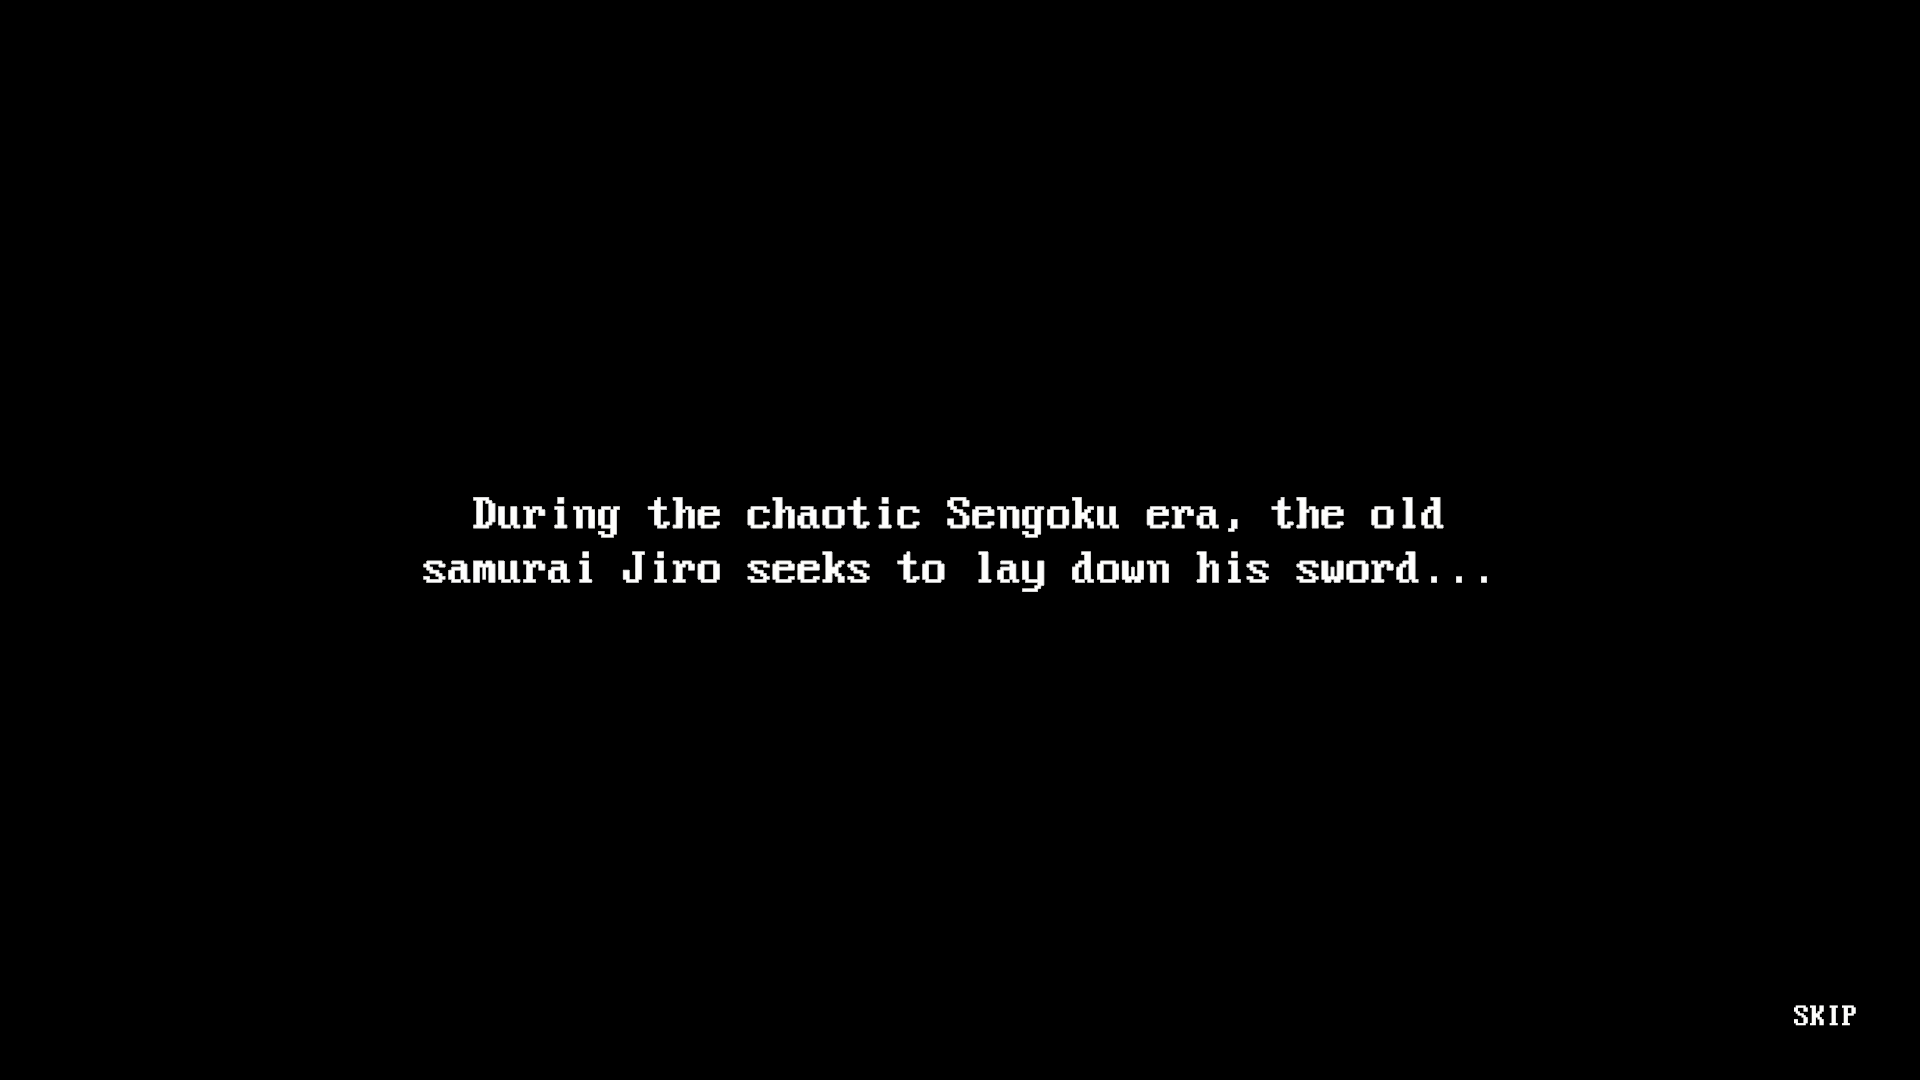 During the chaotic Sengoku era, the old
samurai Jiro seeks to lay down his sword...
SKIP